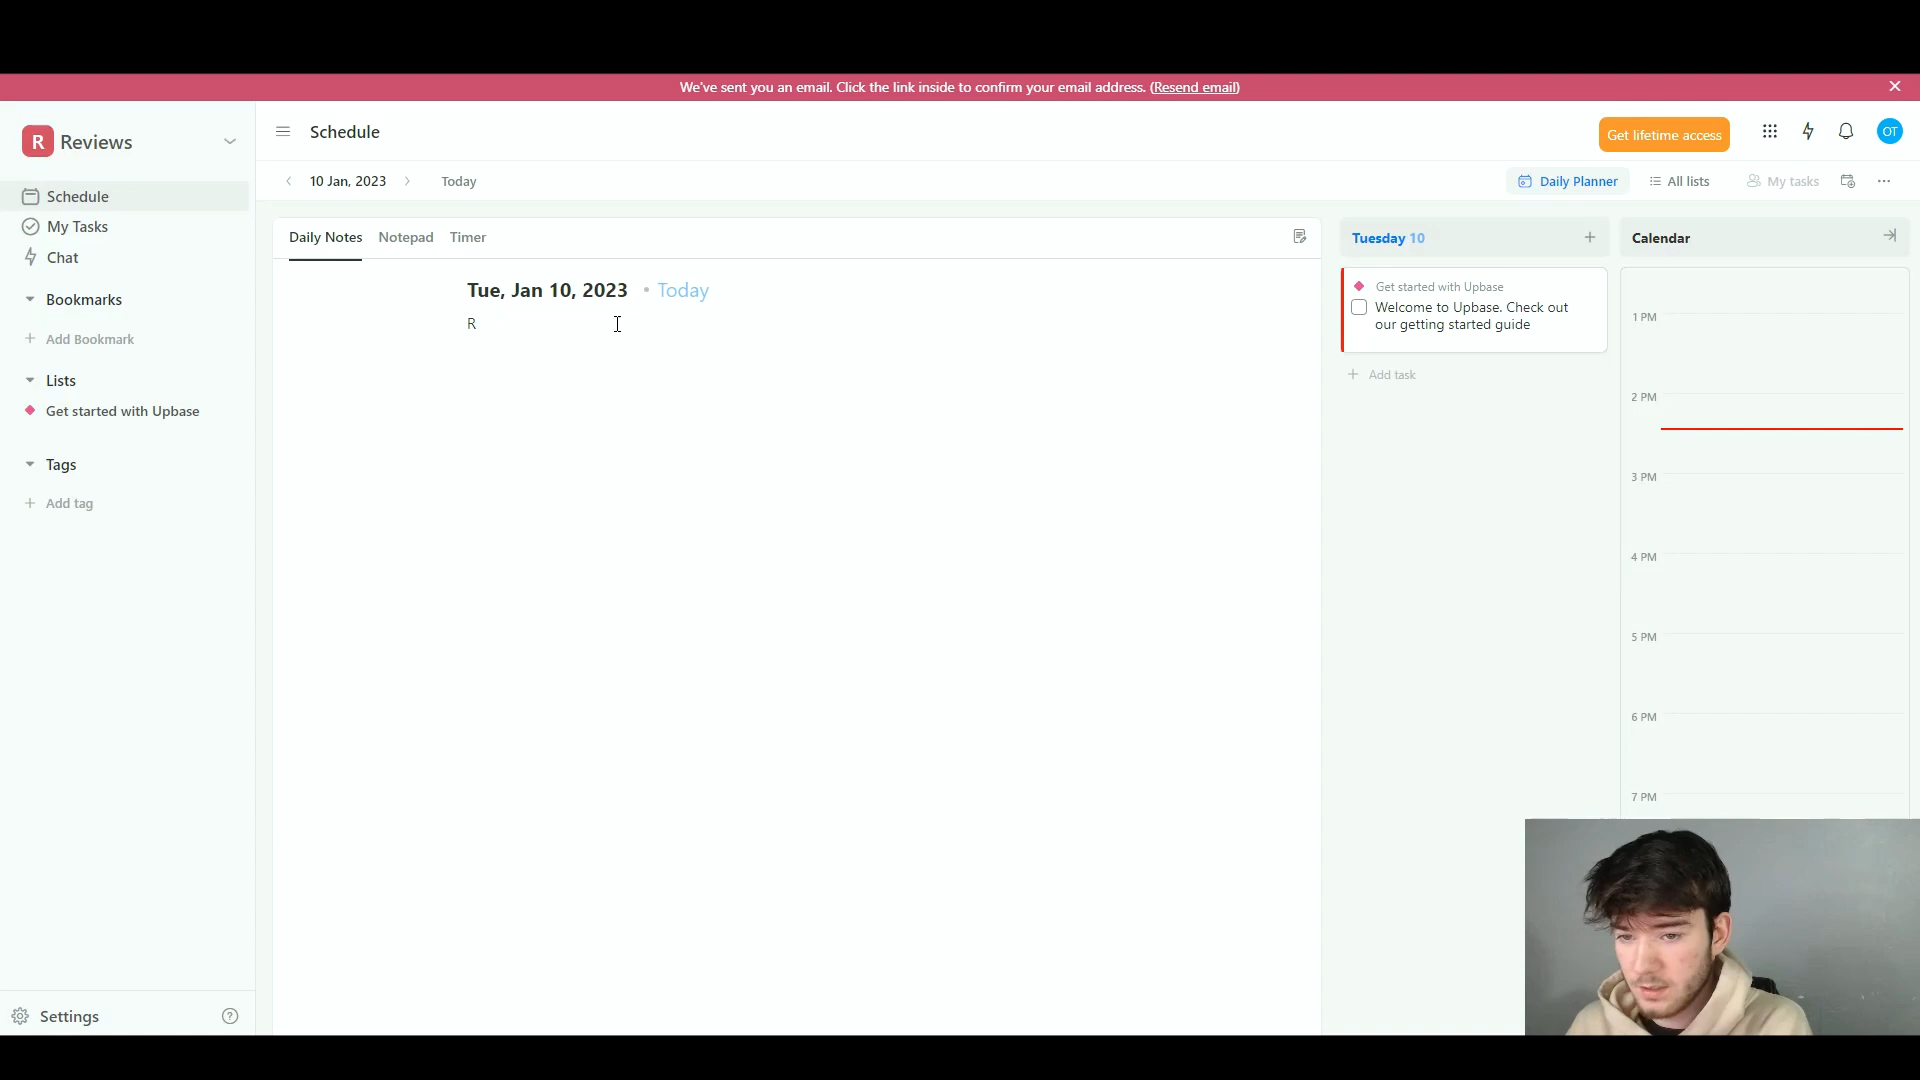 We've sent you an email. Click the link inside to confirm your email address. (Resend email)
R Reviews
Schedule
Get lifetime access
OT
10 Jan, 2023
Today
Daily Planner
All lists
My tasks
Schedule
My Tasks
Chat
Bookmarks
Add Bookmark
Lists
Get started with Upbase
Tags
Add tag
Settings
Daily Notes Notepad Timer
Tue, Jan 10, 2023 • Today
R
Tuesday 10
Get started with Upbase
Welcome to Upbase. Check out
our getting started guide
Add task
Calendar
1 PM
2 PM
3 PM
4 PM
5 PM
6 PM
7 PM